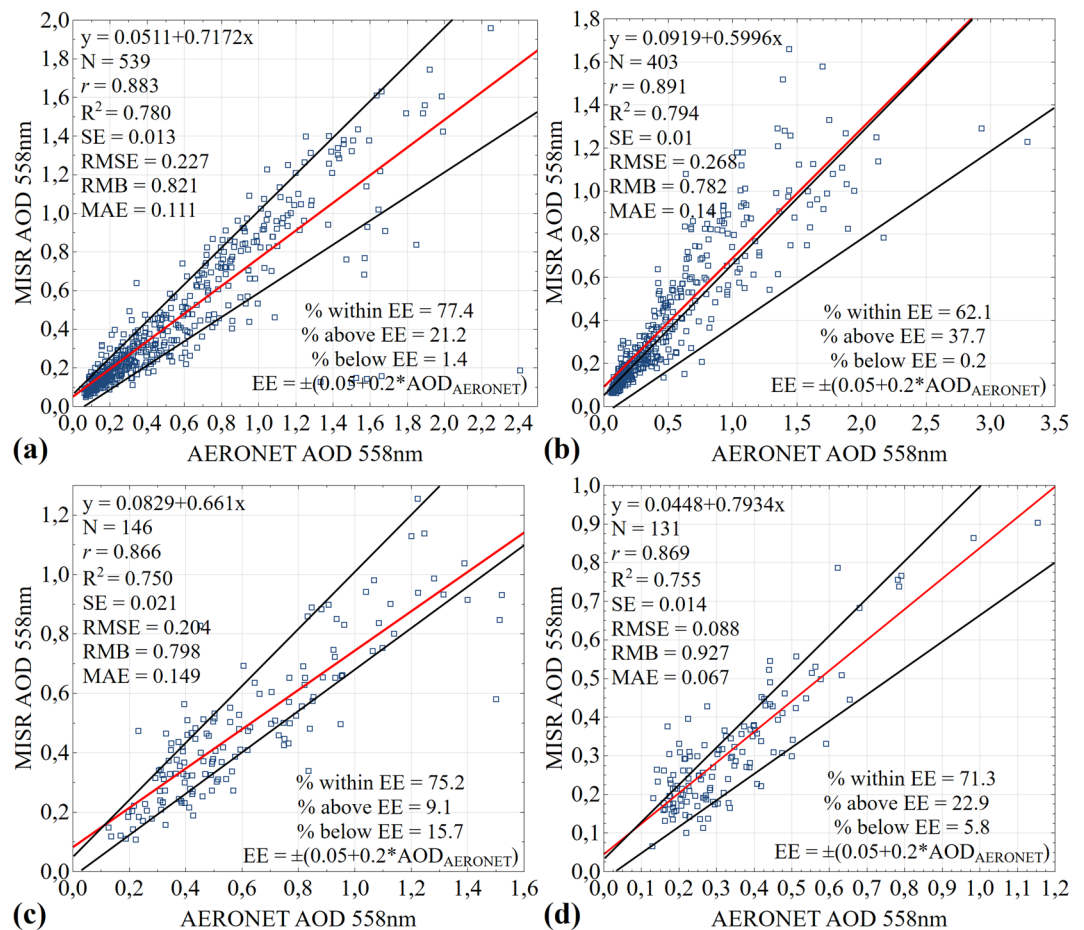 y = 0.0511+0.7172x
N = 539
r = 0.883
R² = 0.780
SE = 0.013
RMSE = 0.227
RMB = 0.821
MAE = 0.111
% within EE = 77.4
% above EE = 21.2
% below EE = 1.4
EE = ±(0.05+0.2*AOD_AERONET)
MISR AOD 558nm
2,0
1,8
1,6
1,4
1,2
1,0
0,8
0,6
0,4
0,2
0,0
0,0 0,2 0,4 0,6 0,8 1,0 1,2 1,4 1,6 1,8 2,0 2,2 2,4
AERONET AOD 558nm
(a)
y = 0.0919+0.5996x
N = 403
r = 0.891
R² = 0.794
SE = 0.01
RMSE = 0.268
RMB = 0.782
MAE = 0.14
% within EE = 62.1
% above EE = 37.7
% below EE = 0.2
EE = ±(0.05+0.2*AOD_AERONET)
MISR AOD 558nm
1,8
1,6
1,4
1,2
1,0
0,8
0,6
0,4
0,2
0,0
0,0 0,5 1,0 1,5 2,0 2,5 3,0 3,5
AERONET AOD 558nm
(b)
y = 0.0829+0.661x
N = 146
r = 0.866
R² = 0.750
SE = 0.021
RMSE = 0.204
RMB = 0.798
MAE = 0.149
% within EE = 75.2
% above EE = 9.1
% below EE = 15.7
EE = ±(0.05+0.2*AOD_AERONET)
MISR AOD 558nm
1,2
1,0
0,8
0,6
0,4
0,2
0,0
0,0 0,2 0,4 0,6 0,8 1,0 1,2 1,4 1,6
AERONET AOD 558nm
(c)
y = 0.0448+0.7934x
N = 131
r = 0.869
R² = 0.755
SE = 0.014
RMSE = 0.088
RMB = 0.927
MAE = 0.067
% within EE = 71.3
% above EE = 22.9
% below EE = 5.8
EE = ±(0.05+0.2*AOD_AERONET)
MISR AOD 558nm
1,0
0,9
0,8
0,7
0,6
0,5
0,4
0,3
0,2
0,1
0,0
0,0 0,1 0,2 0,3 0,4 0,5 0,6 0,7 0,8 0,9 1,0 1,1 1,2
AERONET AOD 558nm
(d)